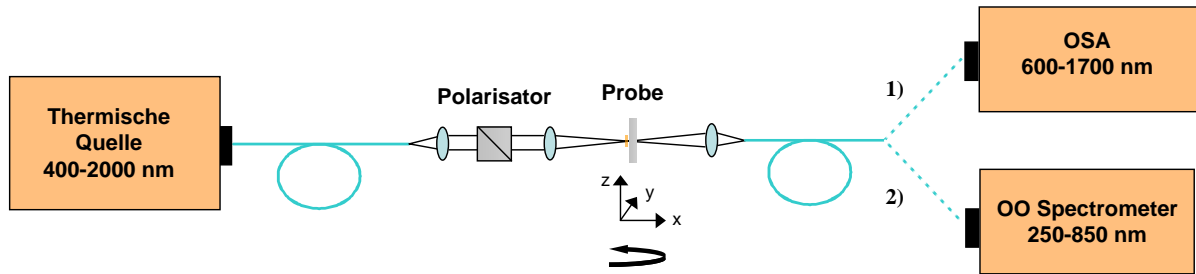 Thermische
Quelle
400-2000 nm
Polarisator
Probe
z
y
x
1)
2)
OSA
600-1700 nm
OO Spectrometer
250-850 nm